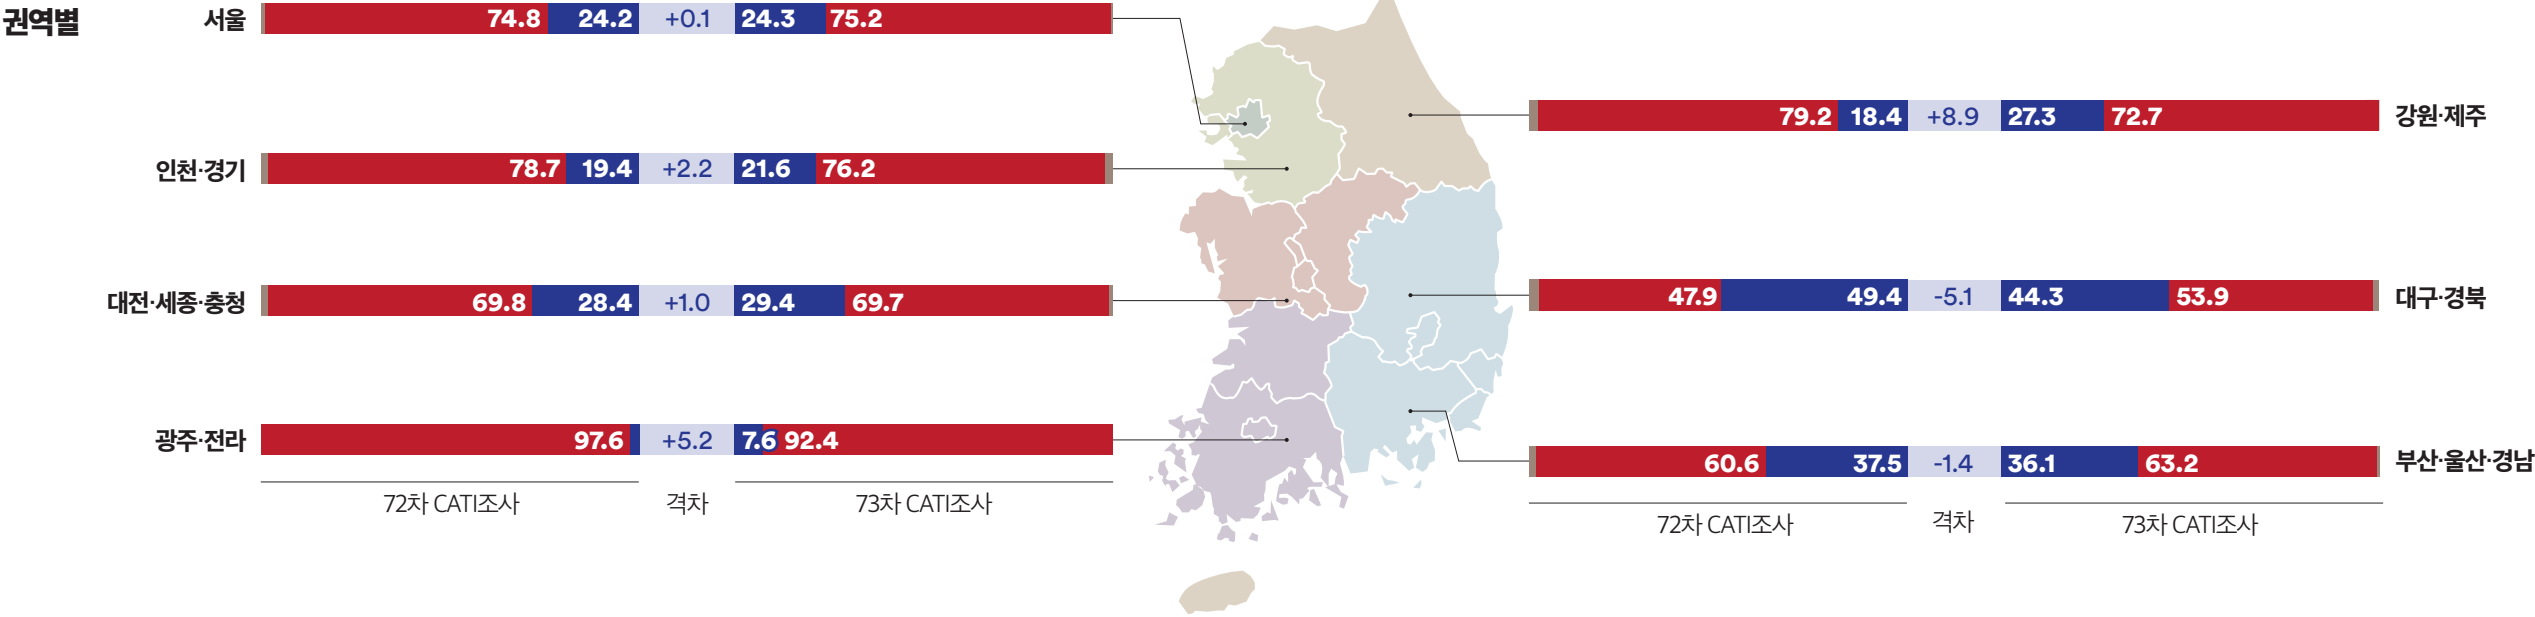 권역별
서울 74.8 24.2 +0.1 24.3 75.2
인천·경기 78.7 19.4 +2.2 21.6 76.2
대전·세종·충청 69.8 28.4 +1.0 29.4 69.7
광주·전라 97.6 +5.2 7.6 92.4
72차 CATI조사 격차 73차 CATI조사
79.2 18.4 +8.9 27.3 72.7 강원·제주
47.9 49.4 -5.1 44.3 53.9 대구·경북
60.6 37.5 -1.4 36.1 63.2 부산·울산·경남
72차 CATI조사 격차 73차 CATI조사